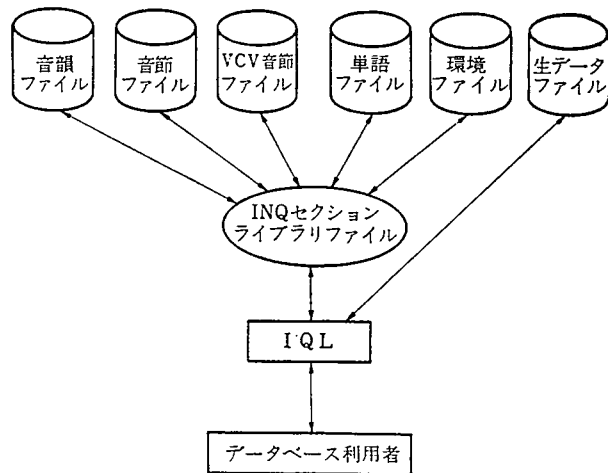 音韻
ファイル
音節
ファイル
VCV音節
ファイル
単語
ファイル
環境
ファイル
生データ
ファイル
INQセクション
ライブラリファイル
IQL
データベース利用者